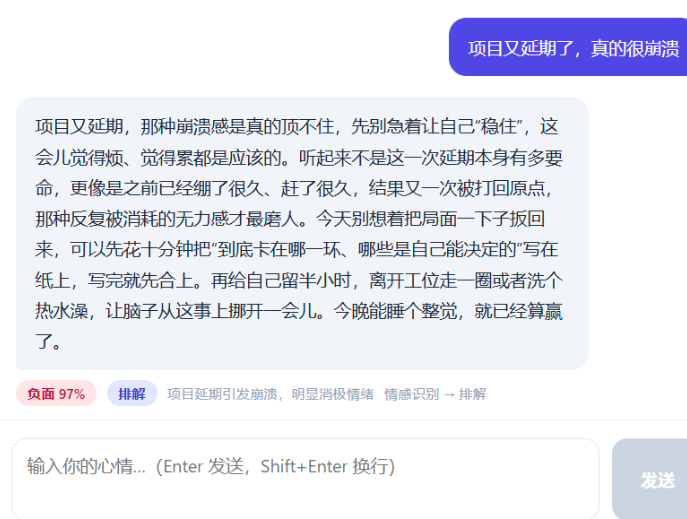 项目又延期了，真的很崩溃
项目又延期，那种崩溃感是真的顶不住，先别急着让自己“稳住”，这
会儿觉得烦、觉得累都是应该的。听起来不是这一次延期本身有多要
命，更像是之前已经绷了很久、赶了很久，结果又一次被打回原点，
那种反复被消耗的无力感才最磨人。今天别想着把局面一下子扳回
来，可以先花十分钟把“到底卡在哪一环、哪些是自己能决定的”写在
纸上，写完就先合上。再给自己留半小时，离开工位走一圈或者洗个
热水澡，让脑子从这事上挪开一会儿。今晚能睡个整觉，就已经算赢
了。
负面 97% 排解 项目延期引发崩溃，明显消极情绪 情感识别 → 排解
输入你的心情...（Enter 发送，Shift+Enter 换行）
发送